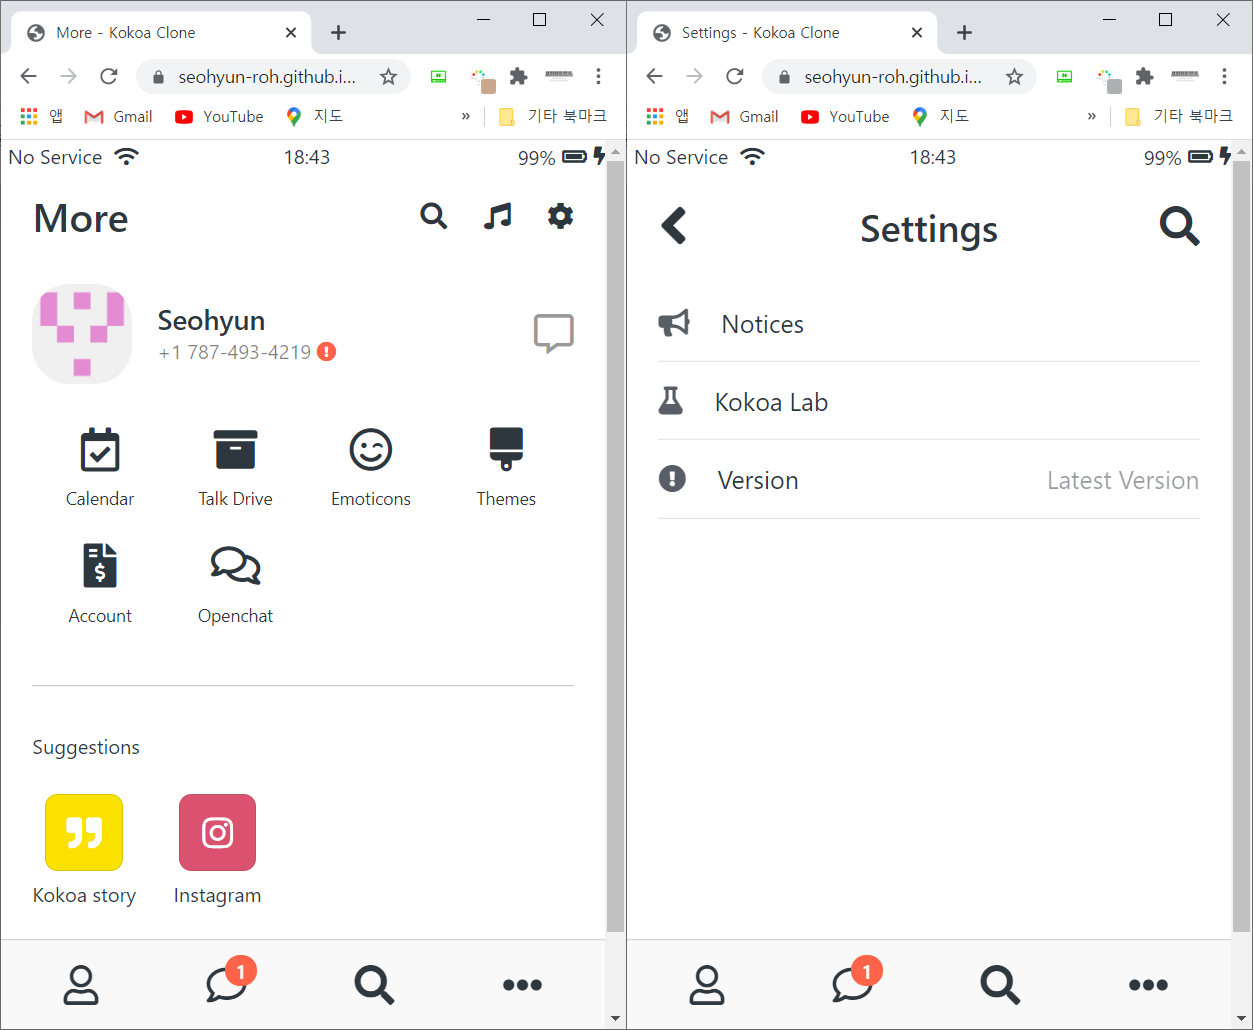 More - Kokoa Clone
seohyun-roh.github.i...
앱 Gmail YouTube 지도 » 기타 북마크
No Service 18:43 99%
More
Seohyun
+1 787-493-4219
Calendar Talk Drive Emoticons Themes
Account Openchat
Suggestions
Kokoa story Instagram
1
Settings - Kokoa Clone
seohyun-roh.github.i...
앱 Gmail YouTube 지도 » 기타 북마크
No Service 18:43 99%
Settings
Notices
Kokoa Lab
Version Latest Version
1